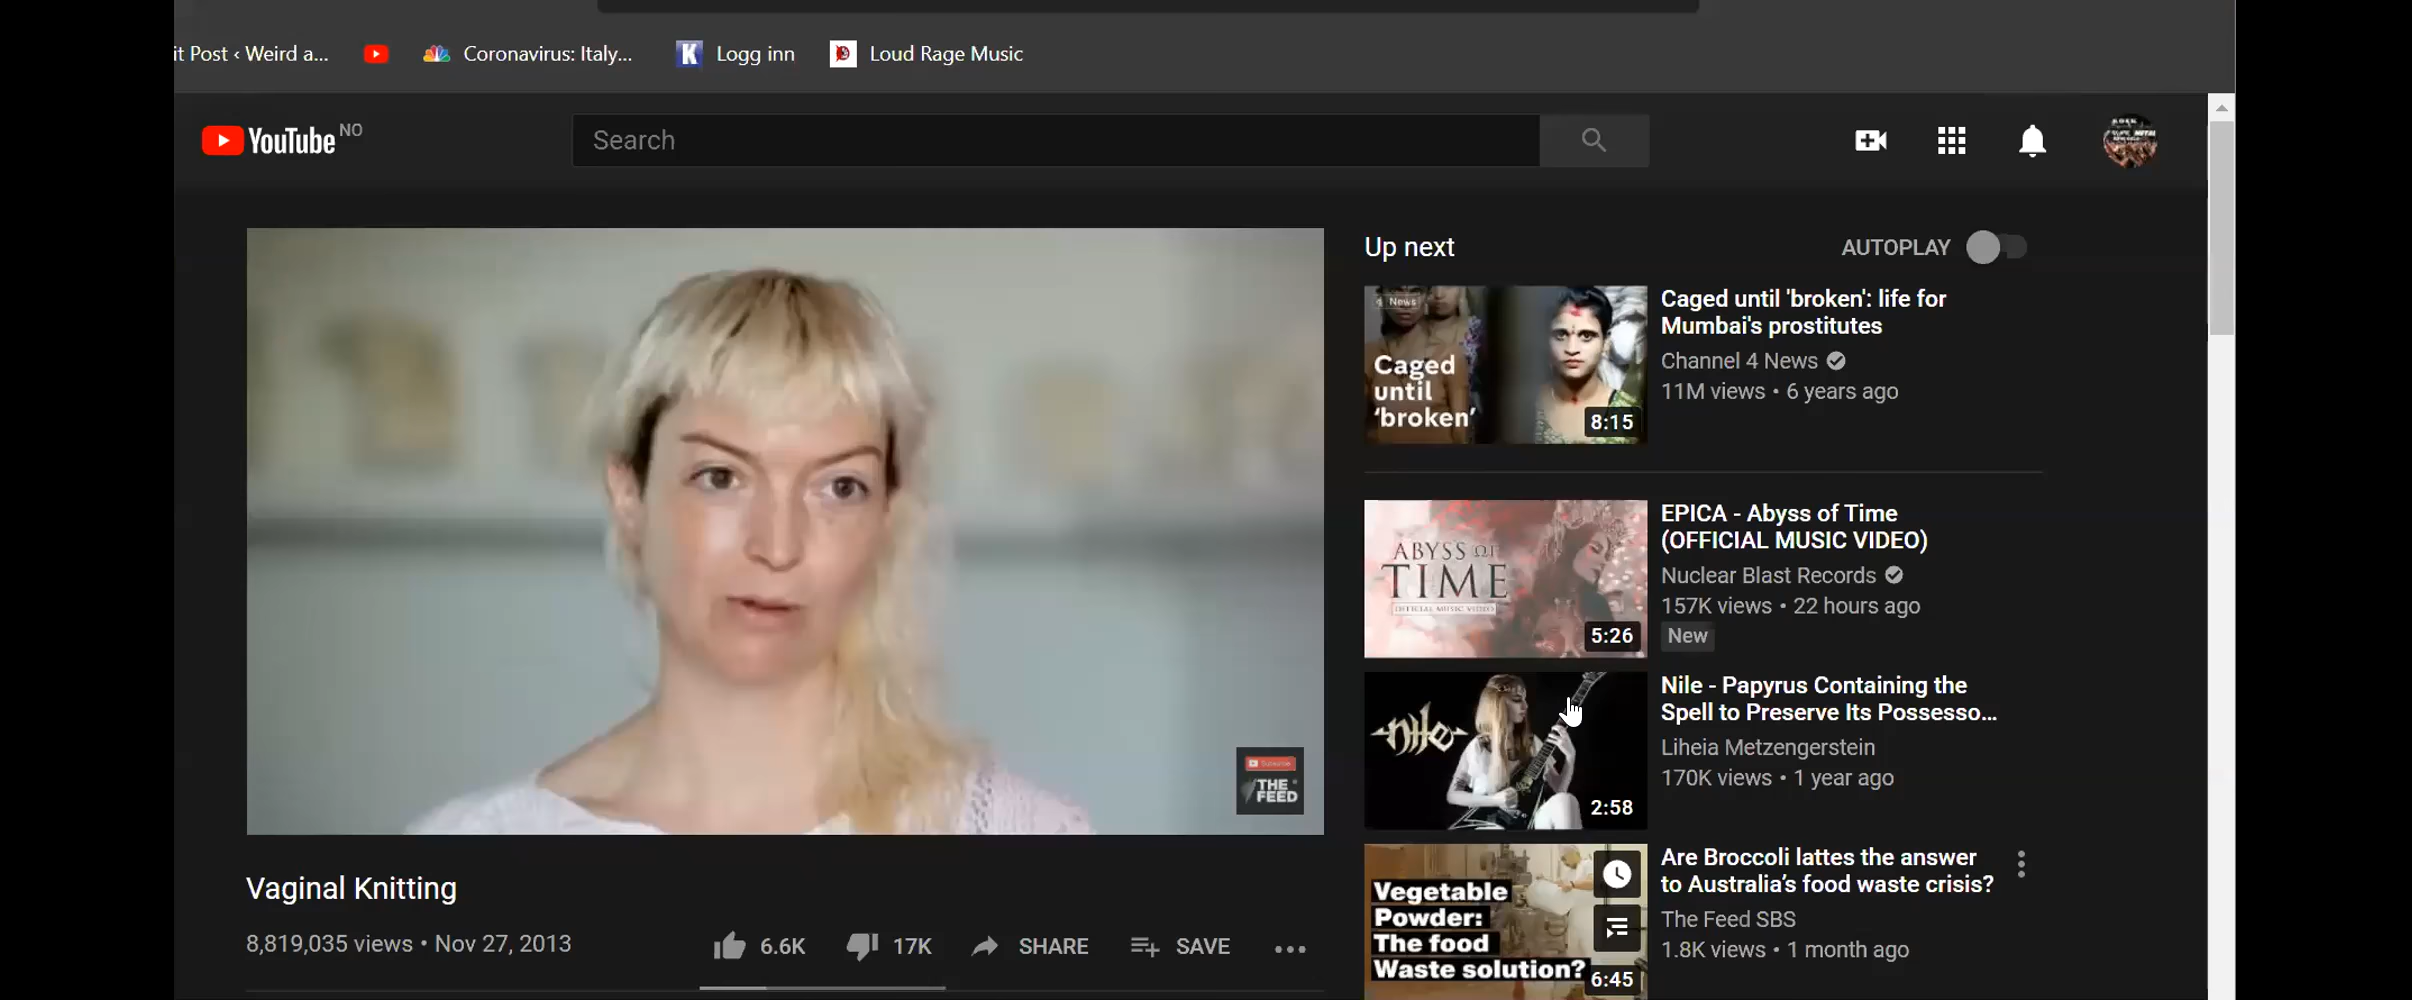 it Post ‹ Weird a...
Coronavirus: Italy...
K
Logg inn
Loud Rage Music
YouTube NO
Search
Up next
AUTOPLAY
News
Caged
until
'broken'
8:15
Caged until 'broken': life for
Mumbai's prostitutes
Channel 4 News
11M views • 6 years ago
ABYSS OF
TIME
OFFICIAL MUSIC VIDEO
5:26
EPICA - Abyss of Time
(OFFICIAL MUSIC VIDEO)
Nuclear Blast Records
157K views • 22 hours ago
New
nile
2:58
Nile - Papyrus Containing the
Spell to Preserve Its Possesso...
Liheia Metzengerstein
170K views • 1 year ago
Subscribe
THE
FEED
Vaginal Knitting
8,819,035 views • Nov 27, 2013
6.6K
17K
SHARE
SAVE
Vegetable
Powder:
The food
Waste solution?
6:45
Are Broccoli lattes the answer
to Australia's food waste crisis?
The Feed SBS
1.8K views • 1 month ago